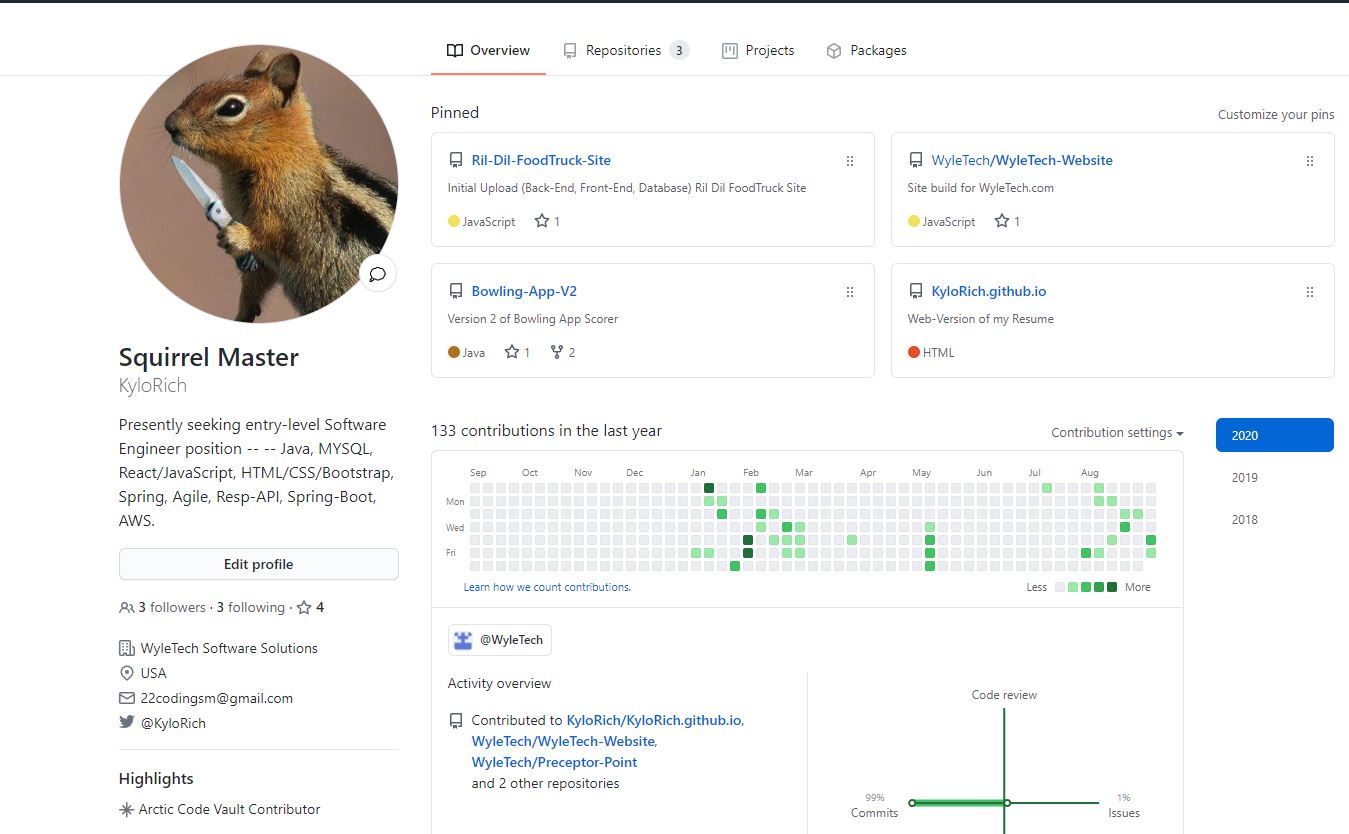 Overview
Repositories 3
Projects
Packages
Squirrel Master
KyloRich
Presently seeking entry-level Software
Engineer position -- -- Java, MYSQL,
React/JavaScript, HTML/CSS/Bootstrap,
Spring, Agile, Resp-API, Spring-Boot,
AWS.
Edit profile
3 followers · 3 following · 4
WyleTech Software Solutions
USA
22codingsm@gmail.com
@KyloRich
Highlights
Arctic Code Vault Contributor
Pinned
Customize your pins
Ril-Dil-FoodTruck-Site
Initial Upload (Back-End, Front-End, Database) Ril Dil FoodTruck Site
JavaScript 1
WyleTech/WyleTech-Website
Site build for WyleTech.com
JavaScript 1
Bowling-App-V2
Version 2 of Bowling App Scorer
Java 1 2
KyloRich.github.io
Web-Version of my Resume
HTML
133 contributions in the last year
Contribution settings
2020
2019
2018
Sep Oct Nov Dec Jan Feb Mar Apr May Jun Jul Aug
Mon
Wed
Fri
Learn how we count contributions.
Less More
@WyleTech
Activity overview
Contributed to KyloRich/KyloRich.github.io,
WyleTech/WyleTech-Website,
WyleTech/Preceptor-Point
and 2 other repositories
Code review
99%
Commits
1%
Issues